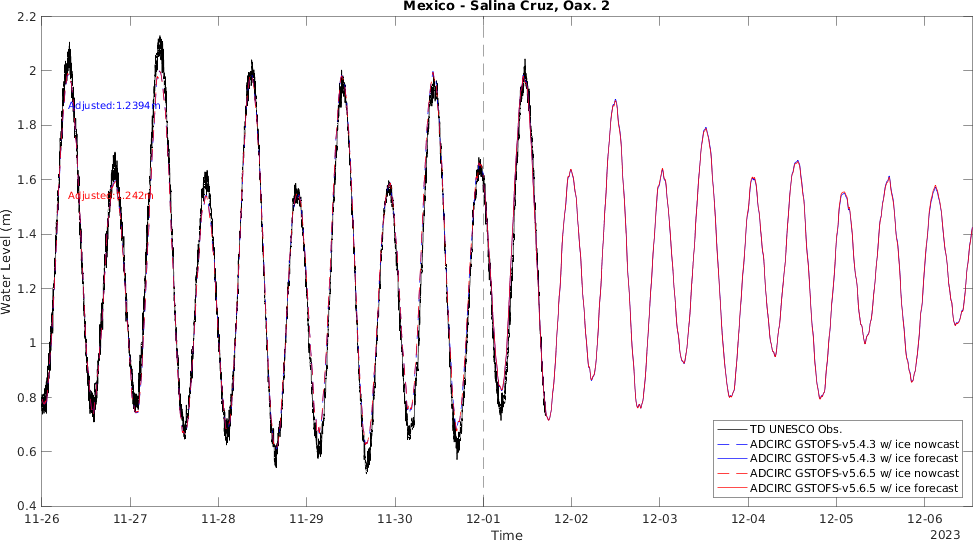 Mexico - Salina Cruz, Oax. 2
2.2
2
1.8
1.6
1.4
1.2
1
0.8
0.6
0.4
Water Level (m)
Adjusted:1.2394m
Adjusted:1.242m
TD UNESCO Obs.
ADCIRC GSTOFS-v5.4.3 w/ ice nowcast
ADCIRC GSTOFS-v5.4.3 w/ ice forecast
ADCIRC GSTOFS-v5.6.5 w/ ice nowcast
ADCIRC GSTOFS-v5.6.5 w/ ice forecast
11-26 11-27 11-28 11-29 11-30 12-01 12-02 12-03 12-04 12-05 12-06
Time
2023